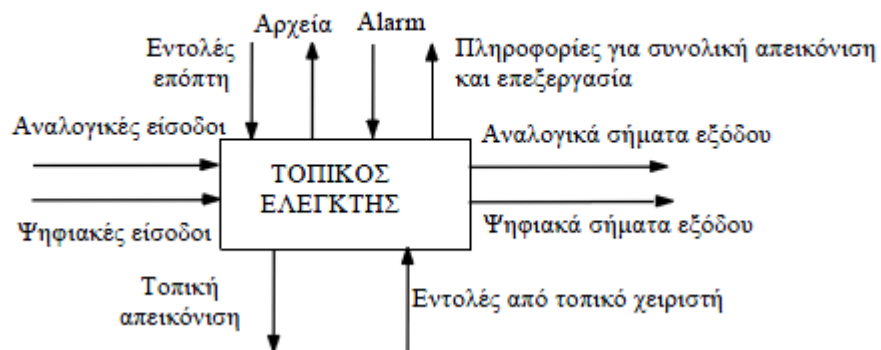 Αρχεία
Alarm
Εντολές
επόπτη
Πληροφορίες για συνολική απεικόνιση
και επεξεργασία
Αναλογικές είσοδοι
Αναλογικά σήματα εξόδου
ΤΟΠΙΚΟΣ
ΕΛΕΓΚΤΗΣ
Ψηφιακές είσοδοι
Ψηφιακά σήματα εξόδου
Τοπική
απεικόνιση
Εντολές από τοπικό χειριστή